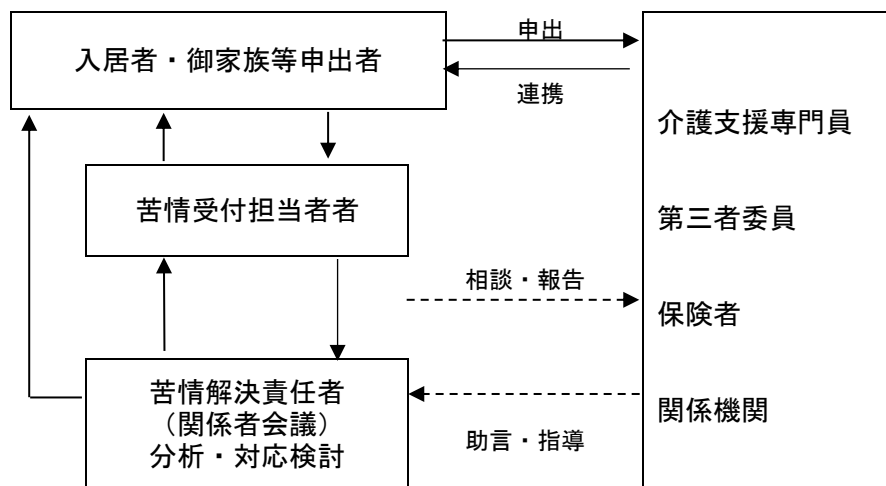 入居者・御家族等申出者
申出
連携
介護支援専門員
苦情受付担当者者
第三者委員
相談・報告
保険者
苦情解決責任者
（関係者会議）
分析・対応検討
関係機関
助言・指導